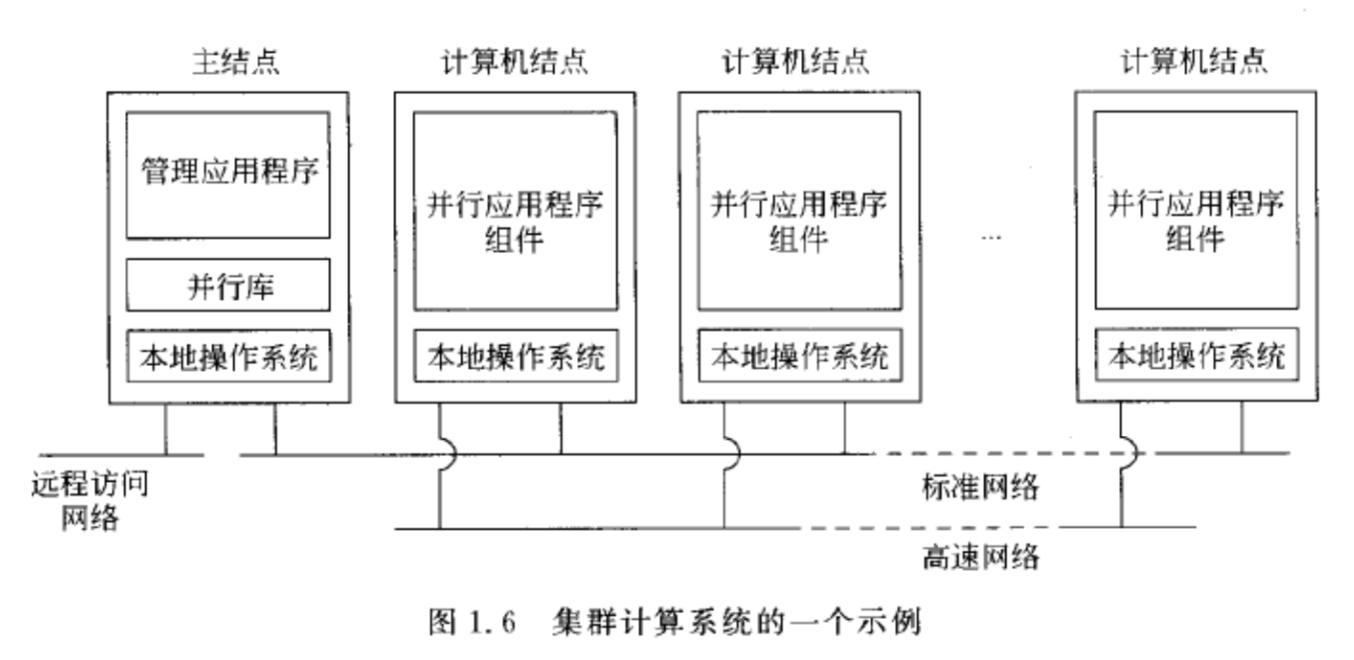 主结点
计算机结点
计算机结点
计算机结点
管理应用程序
并行库
本地操作系统
并行应用程序
组件
本地操作系统
并行应用程序
组件
本地操作系统
...
并行应用程序
组件
本地操作系统
远程访问
网络
标准网络
高速网络
图 1.6 集群计算系统的一个示例